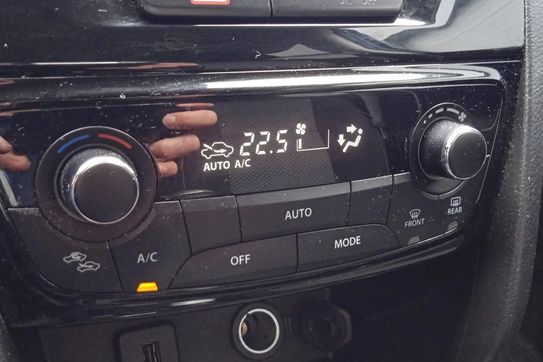 22.5
AUTO A/C
AUTO
REAR
FRONT
MODE
OFF
A/C